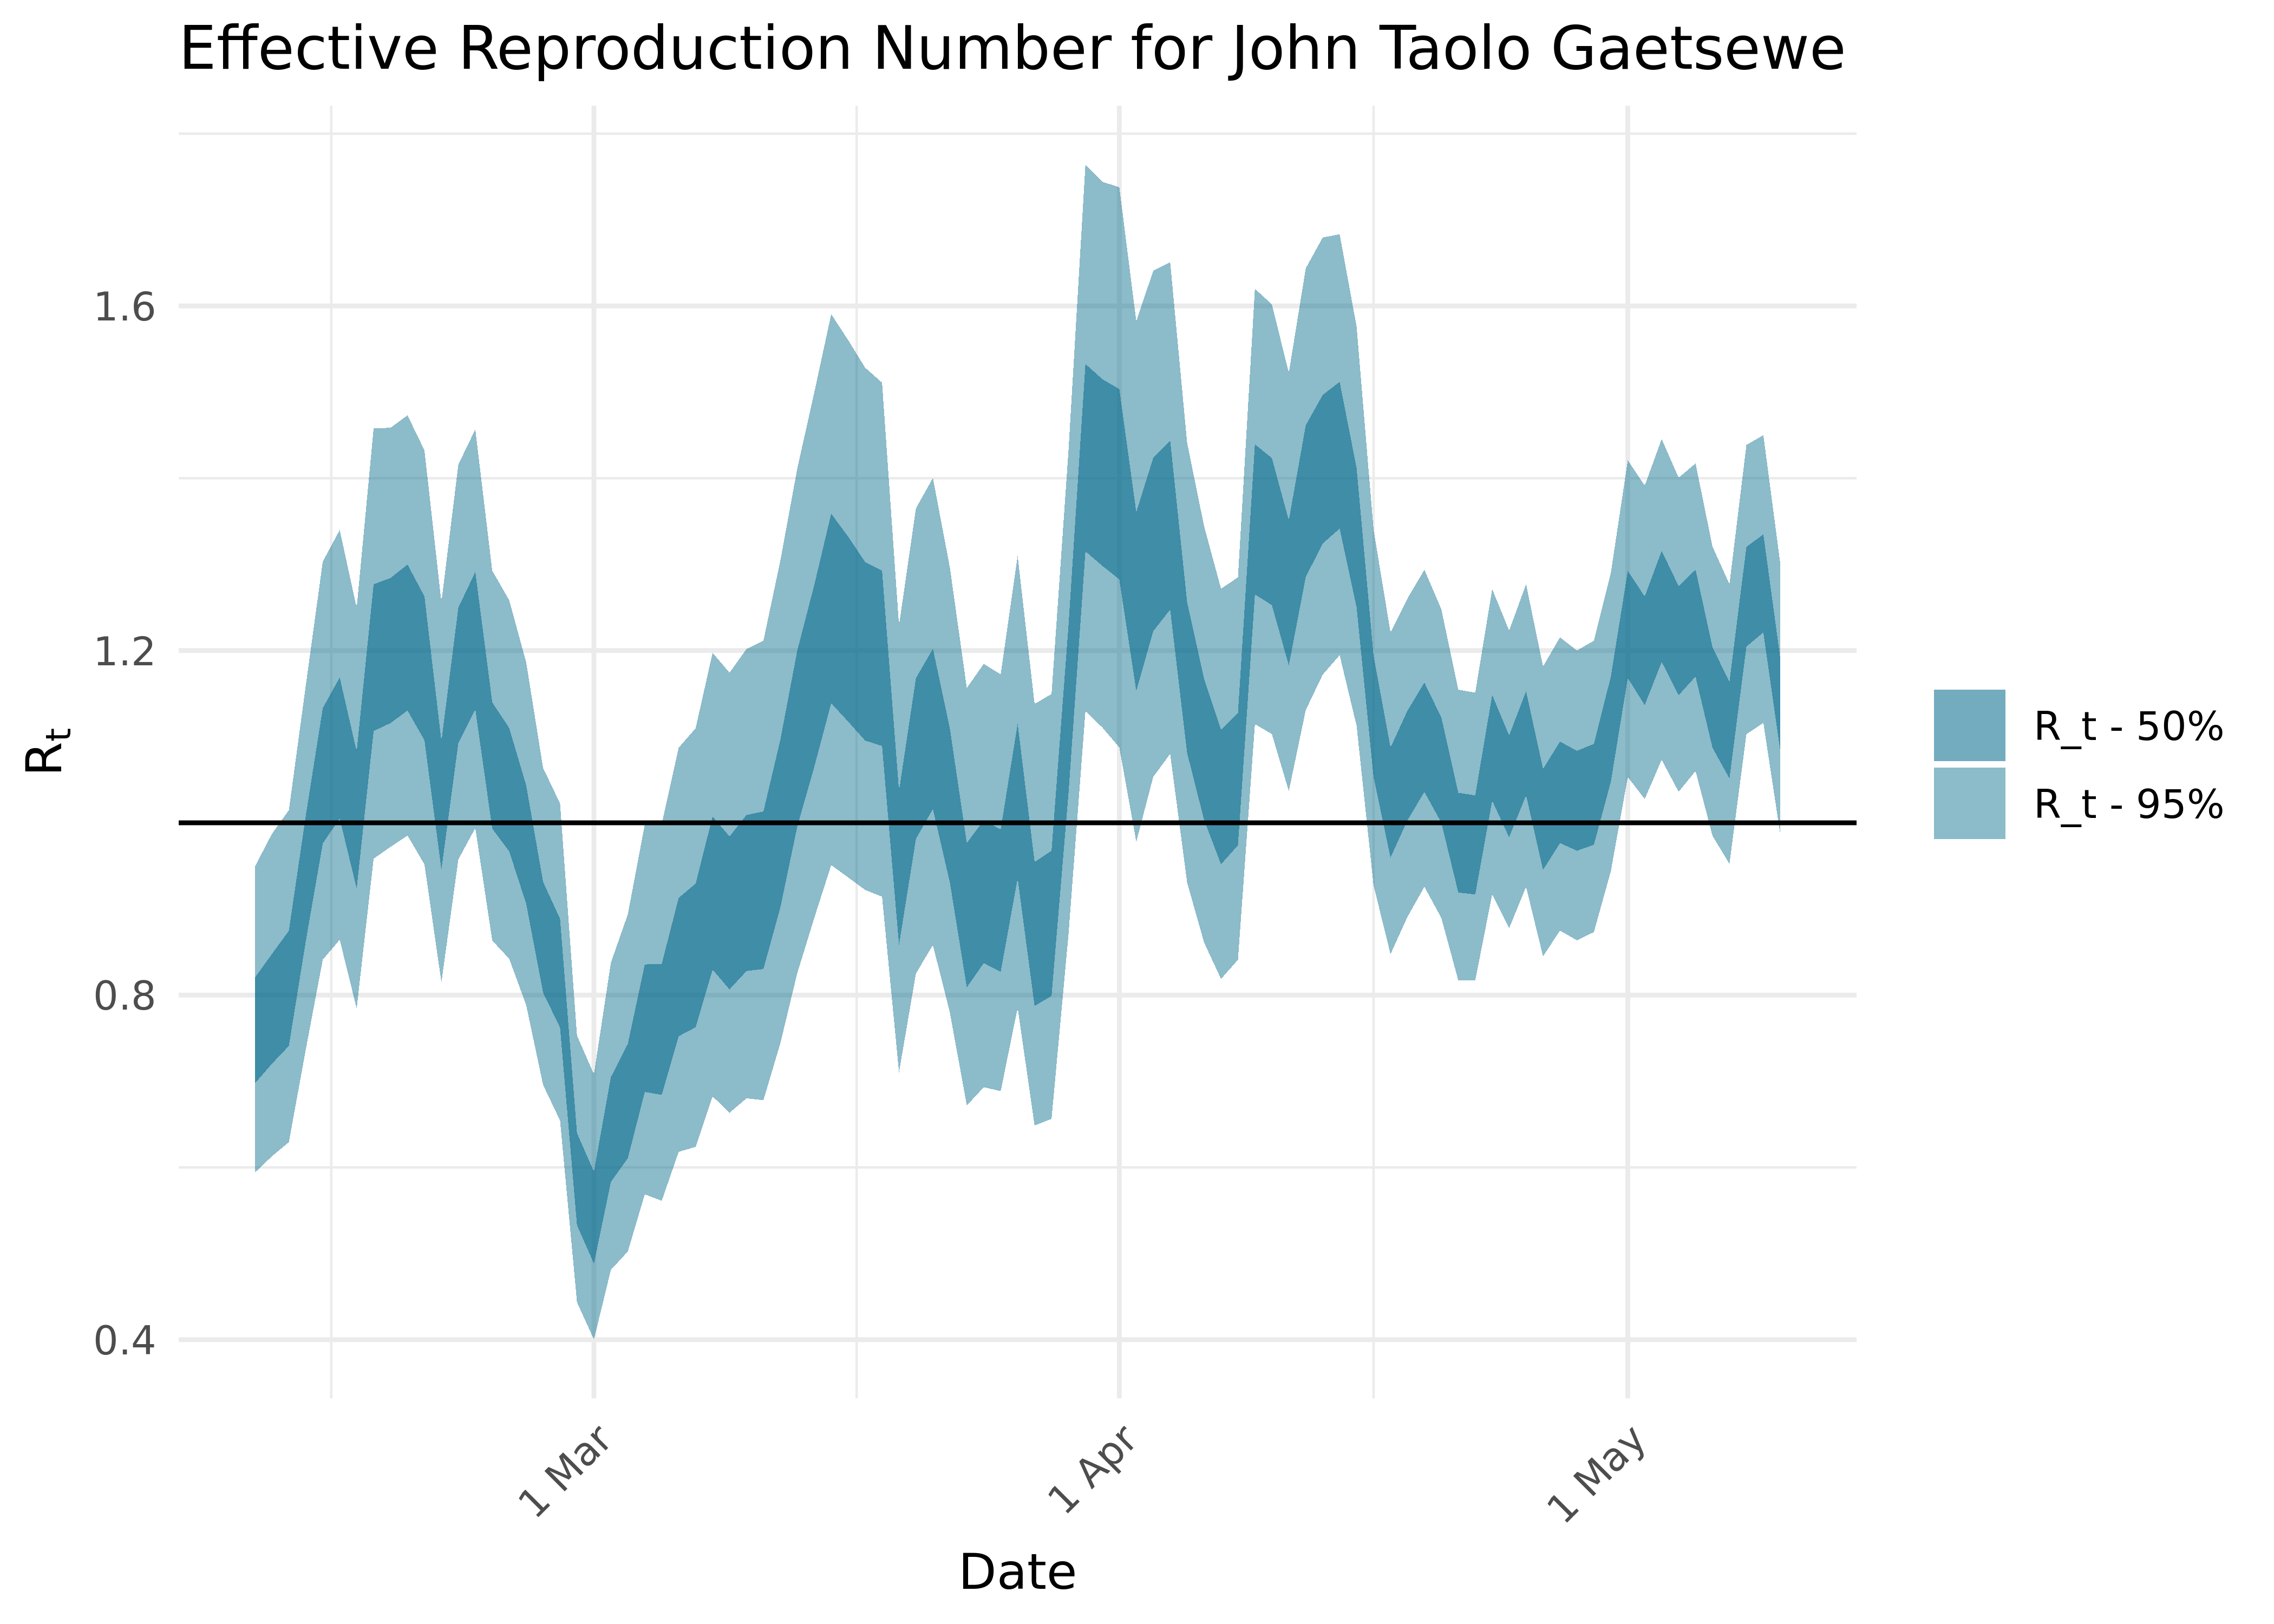 Effective Reproduction Number for John Taolo Gaetsewe
1.6
1.2
0.8
0.4
Rt
1 Mar
1 Apr
1 May
Date
R_t - 50%
R_t - 95%